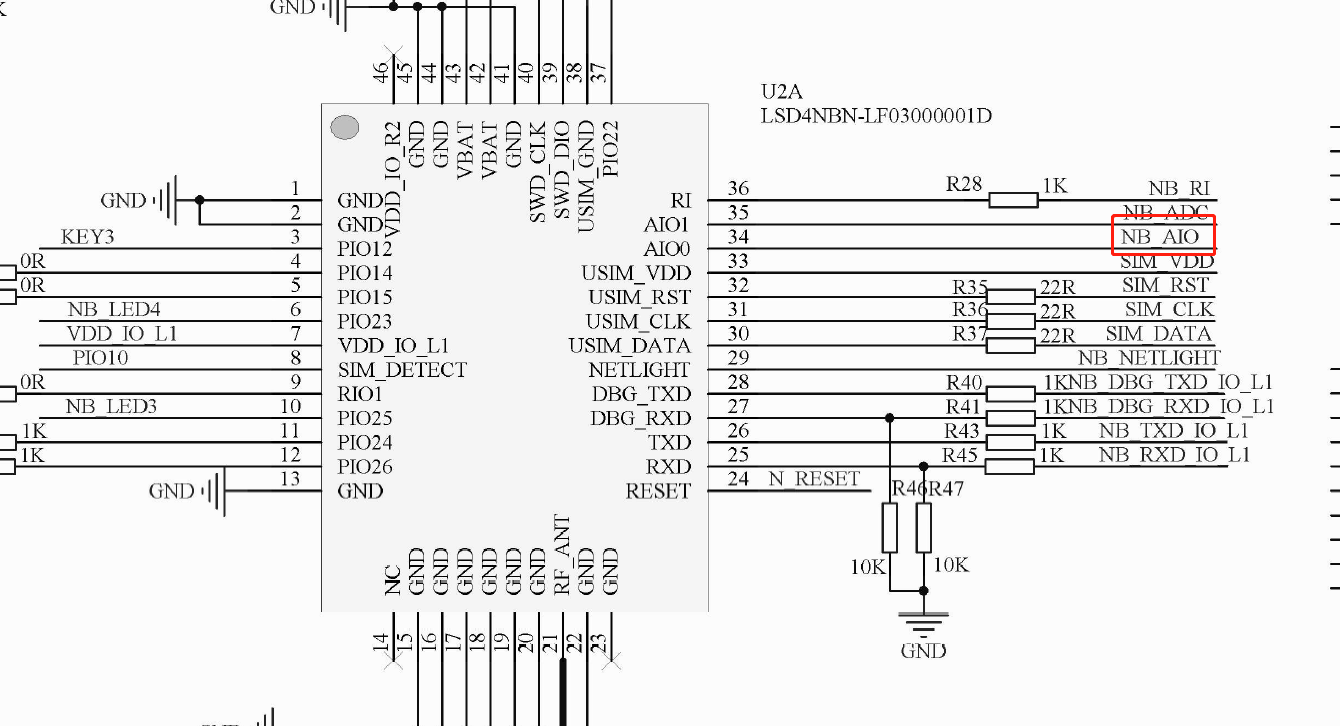 K
GND
46
45
44
43
42
41
40
39
38
37
U2A
LSD4NBN-LF03000001D
VDD_IO_R2
GND
GND
VBAT
VBAT
GND
SWD_CLK
SWD_DIO
USIM_GND
PIO22
GND
1
GND
2
GND
KEY3
3
PIO12
0R
4
PIO14
0R
5
PIO15
NB_LED4
6
PIO23
VDD_IO_L1
7
VDD_IO_L1
PIO10
8
SIM_DETECT
0R
9
RIO1
NB_LED3
10
PIO25
1K
11
PIO24
1K
12
PIO26
GND
13
GND
RI
36
R28
1K
NB_RI
AIO1
35
NB_ADC
AIO0
34
NB_AIO
USIM_VDD
33
SIM_VDD
USIM_RST
32
R35
22R
SIM_RST
USIM_CLK
31
R36
22R
SIM_CLK
USIM_DATA
30
R37
22R
SIM_DATA
NETLIGHT
29
NB_NETLIGHT
DBG_TXD
28
R40
1K
NB_DBG_TXD_IO_L1
DBG_RXD
27
R41
1K
NB_DBG_RXD_IO_L1
TXD
26
R43
1K
NB_TXD_IO_L1
RXD
25
R45
1K
NB_RXD_IO_L1
RESET
24
N_RESET
R46
R47
10K
10K
GND
NC
GND
GND
GND
GND
GND
GND
RF_ANT
GND
GND
14
15
16
17
18
19
20
21
22
23